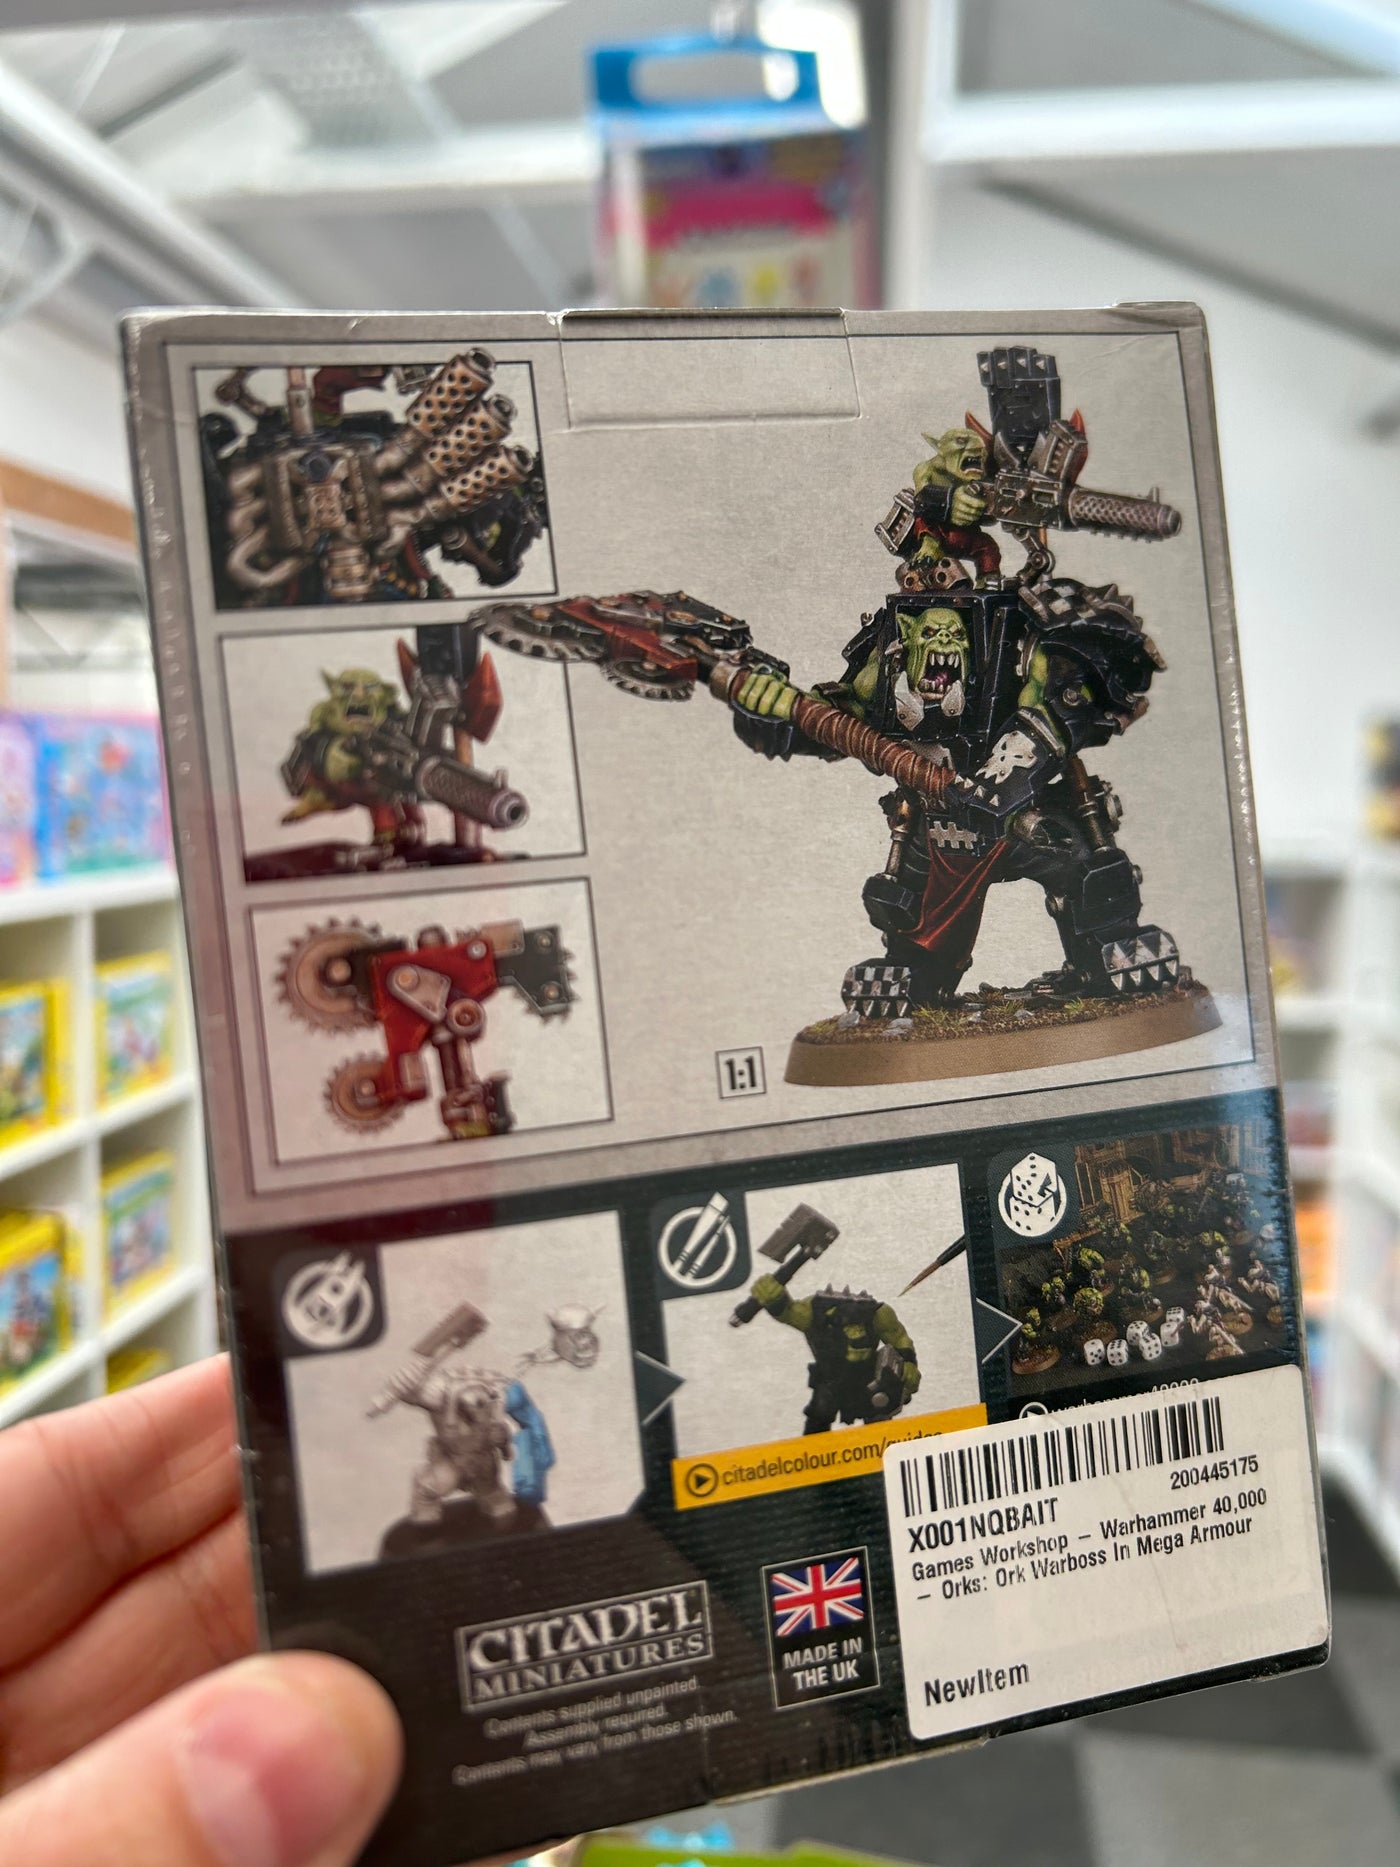 1:1
citadelcolour.com/guides
warhammer40000
200445175
X001NQBAIT
Games Workshop – Warhammer 40,000
– Orks: Ork Warboss In Mega Armour
NewItem
CITADEL
MINIATURES
MADE IN
THE UK
Contents supplied unpainted.
Assembly required.
Contents may vary from those shown.